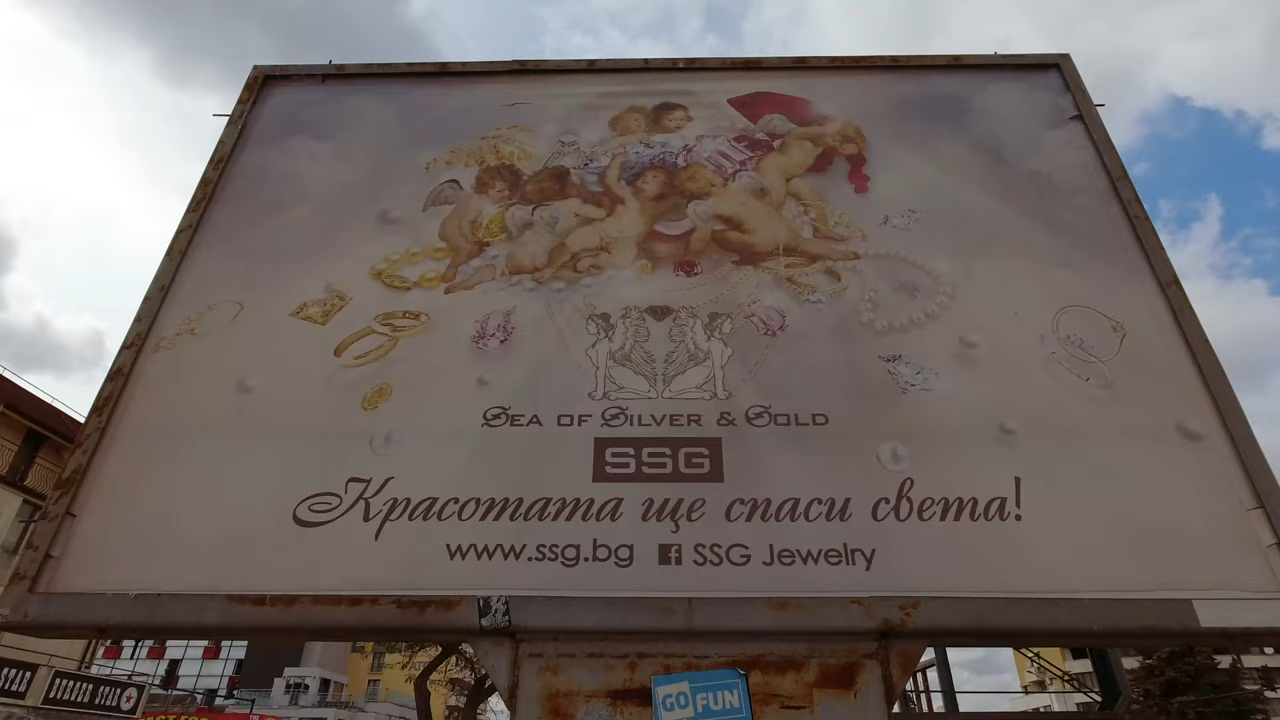 SEA OF SILVER & GOLD
SSG
Красотата ще спаси света!
www.ssg.bg f SSG Jewelry
STAR
BURGER STAR
GO FUN